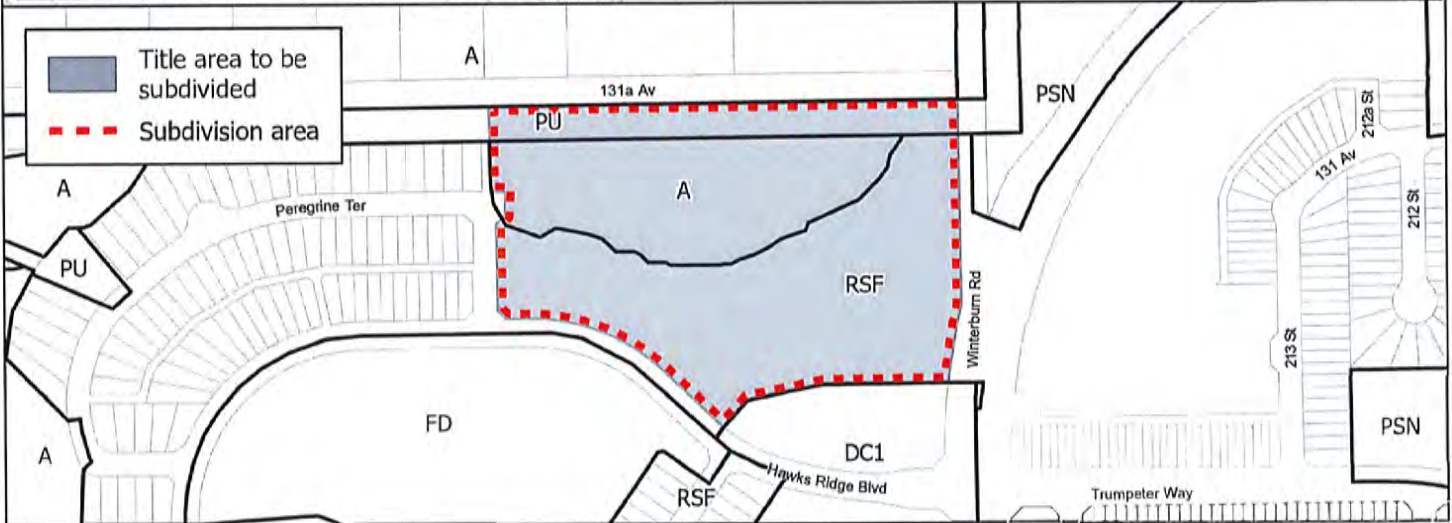 Title area to be
subdivided
Subdivision area
A
131a Av
PU
PSN
212a St
131 Av
A
A
Peregrine Ter
212 St
PU
RSF
Winterburn Rd
213 St
FD
DC1
PSN
A
Hawks Ridge Blvd
RSF
Trumpeter Way